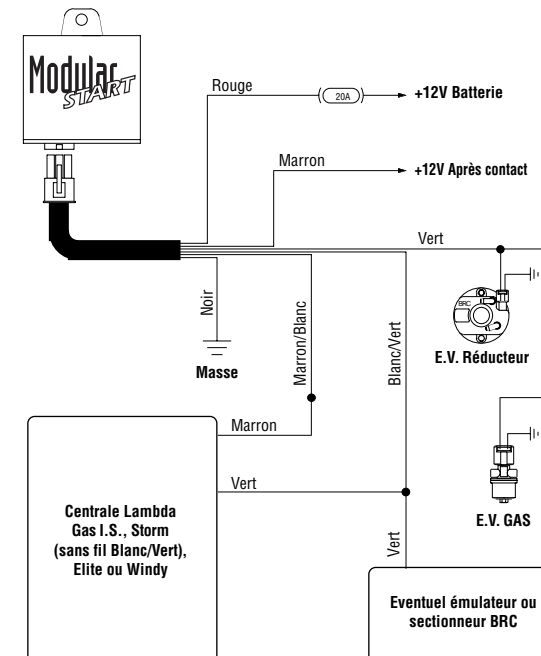 Modular
START
Rouge
20A
+12V Batterie
Marron
+12V Après contact
Vert
Noir
Masse
Marron/Blanc
Blanc/Vert
BRC
E.V. Réducteur
Marron
Vert
Centrale Lambda
Gas I.S., Storm
(sans fil Blanc/Vert),
Elite ou Windy
E.V. GAS
Vert
Eventuel émulateur ou
sectionneur BRC